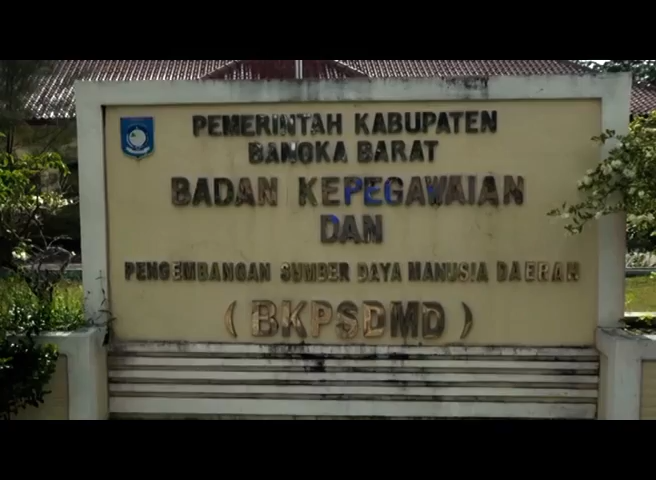 PEMERINTAH KABUPATEN
BANGKA BARAT
BADAN KEPEGAWAIAN
DAN
PENGEMBANGAN SUMBER DAYA MANUSIA DAERAH
( BKPSDMD )